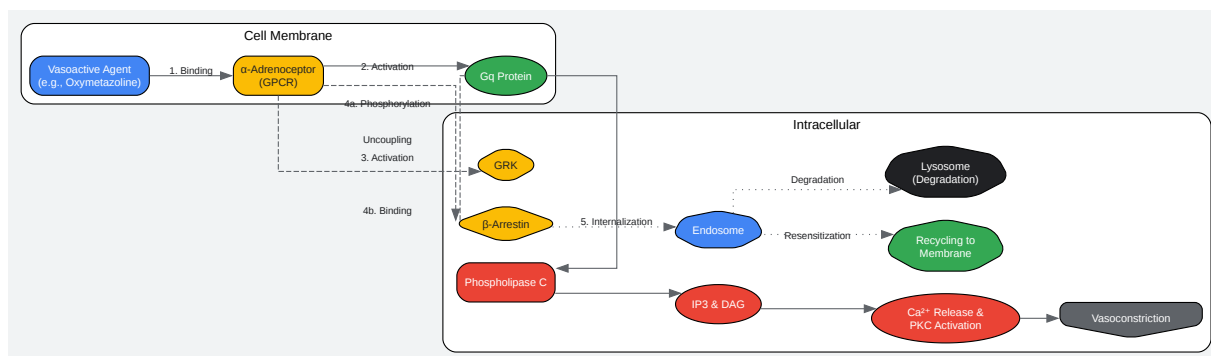 Cell Membrane
Vasoactive Agent
(e.g., Oxymetazoline)
1. Binding
α-Adrenoceptor
(GPCR)
2. Activation
Gq Protein
4a. Phosphorylation
Intracellular
Uncoupling
3. Activation
GRK
4b. Binding
β-Arrestin
5. Internalization
Endosome
Degradation
Lysosome
(Degradation)
Resensitization
Recycling to
Membrane
Phospholipase C
IP3 & DAG
Ca²⁺ Release &
PKC Activation
Vasoconstriction